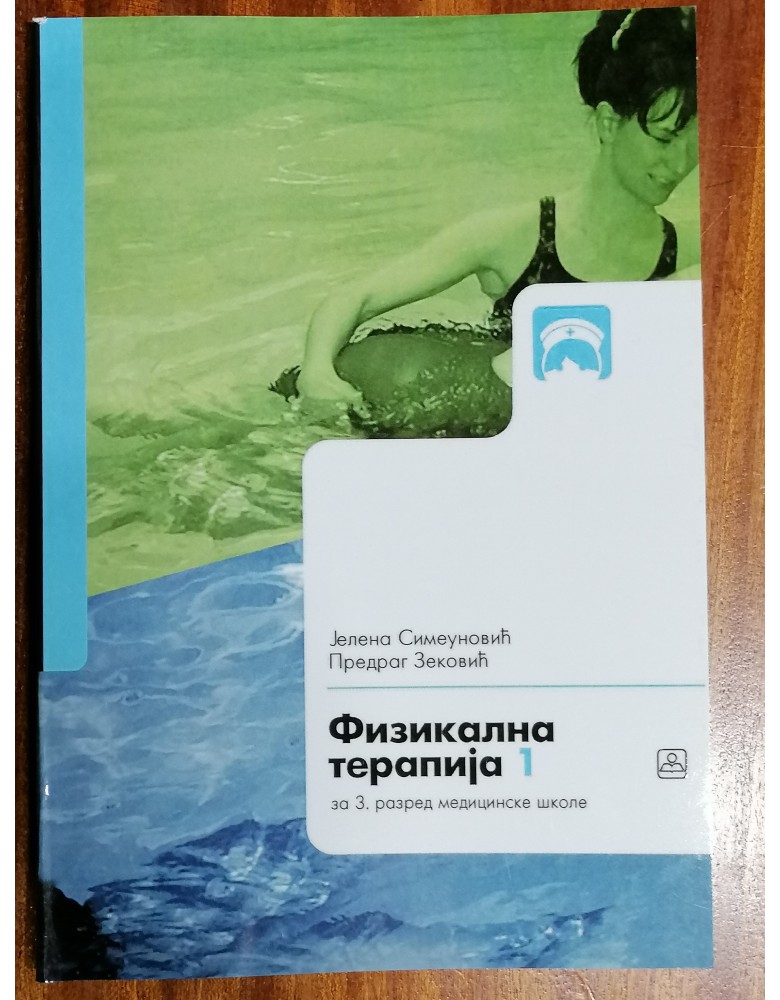 Јелена Симеуновић
Предраг Зековић
Физикална
терапија 1
за 3. разред медицинске школе